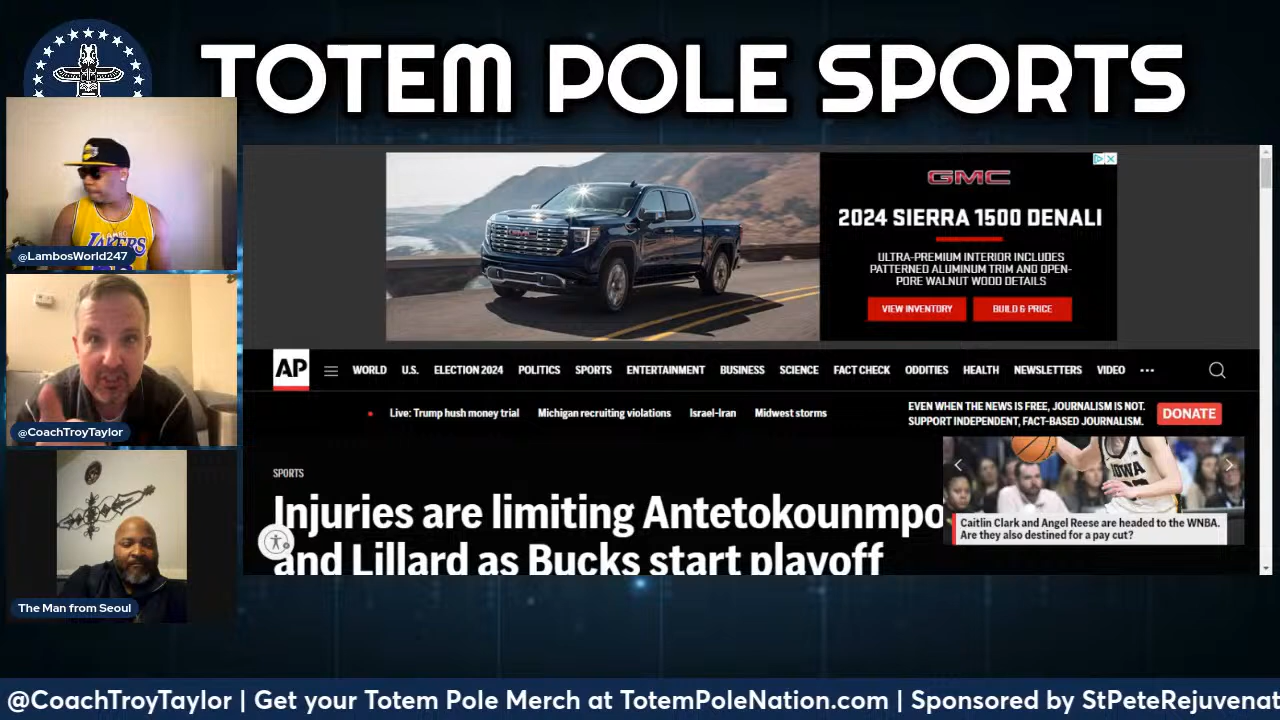 TOTEM POLE SPORTS
LAKERS
@LambosWorld247
@CoachTroyTaylor
The Man from Seoul
GMC
2024 SIERRA 1500 DENALI
ULTRA-PREMIUM INTERIOR INCLUDES
PATTERNED ALUMINUM TRIM AND OPEN-
PORE WALNUT WOOD DETAILS
VIEW INVENTORY
BUILD & PRICE
AP
WORLD U.S. ELECTION 2024 POLITICS SPORTS ENTERTAINMENT BUSINESS SCIENCE FACT CHECK ODDITIES HEALTH NEWSLETTERS VIDEO ···
Live: Trump hush money trial Michigan recruiting violations Israel-Iran Midwest storms
EVEN WHEN THE NEWS IS FREE, JOURNALISM IS NOT.
SUPPORT INDEPENDENT, FACT-BASED JOURNALISM.
DONATE
SPORTS
Injuries are limiting Antetokounmpo
and Lillard as Bucks start playoff
IOWA
Caitlin Clark and Angel Reese are headed to the WNBA.
Are they also destined for a pay cut?
@CoachTroyTaylor | Get your Totem Pole Merch at TotemPoleNation.com | Sponsored by StPeteRejuvenat